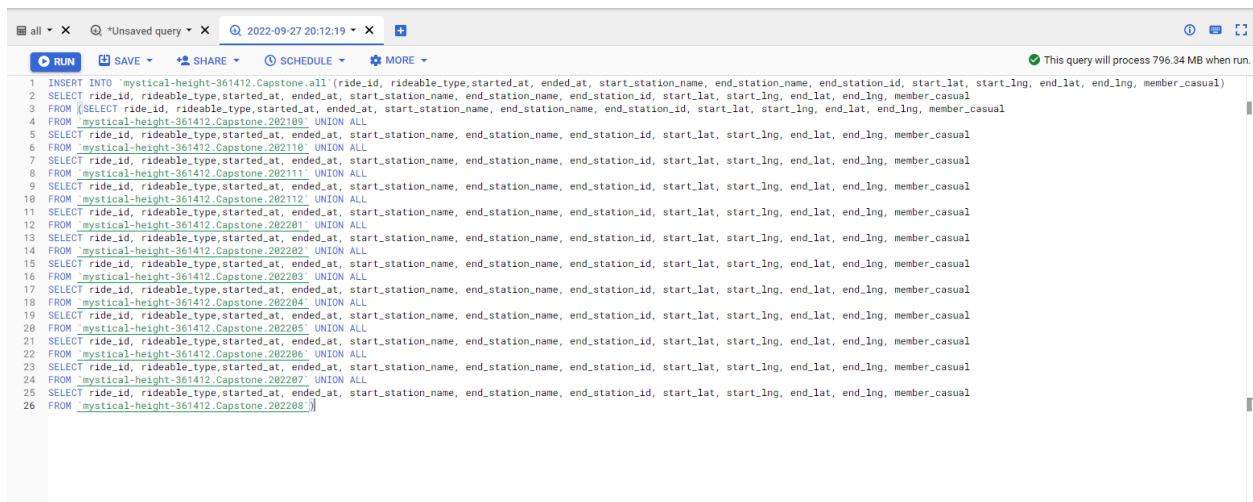 all *Unsaved query 2022-09-27 20:12:19
RUN SAVE SHARE SCHEDULE MORE This query will process 796.34 MB when run.
1 INSERT INTO `mystical-height-361412.Capstone.all`(ride_id, rideable_type,started_at, ended_at, start_station_name, end_station_name, end_station_id, start_lat, start_lng, end_lat, end_lng, member_casual)
2 SELECT ride_id, rideable_type,started_at, ended_at, start_station_name, end_station_name, end_station_id, start_lat, start_lng, end_lat, end_lng, member_casual
3 FROM (SELECT ride_id, rideable_type,started_at, ended_at, start_station_name, end_station_name, end_station_id, start_lat, start_lng, end_lat, end_lng, member_casual
4 FROM `mystical-height-361412.Capstone.202109` UNION ALL
5 SELECT ride_id, rideable_type,started_at, ended_at, start_station_name, end_station_name, end_station_id, start_lat, start_lng, end_lat, end_lng, member_casual
6 FROM `mystical-height-361412.Capstone.202110` UNION ALL
7 SELECT ride_id, rideable_type,started_at, ended_at, start_station_name, end_station_name, end_station_id, start_lat, start_lng, end_lat, end_lng, member_casual
8 FROM `mystical-height-361412.Capstone.202111` UNION ALL
9 SELECT ride_id, rideable_type,started_at, ended_at, start_station_name, end_station_name, end_station_id, start_lat, start_lng, end_lat, end_lng, member_casual
10 FROM `mystical-height-361412.Capstone.202112` UNION ALL
11 SELECT ride_id, rideable_type,started_at, ended_at, start_station_name, end_station_name, end_station_id, start_lat, start_lng, end_lat, end_lng, member_casual
12 FROM `mystical-height-361412.Capstone.202201` UNION ALL
13 SELECT ride_id, rideable_type,started_at, ended_at, start_station_name, end_station_name, end_station_id, start_lat, start_lng, end_lat, end_lng, member_casual
14 FROM `mystical-height-361412.Capstone.202202` UNION ALL
15 SELECT ride_id, rideable_type,started_at, ended_at, start_station_name, end_station_name, end_station_id, start_lat, start_lng, end_lat, end_lng, member_casual
16 FROM `mystical-height-361412.Capstone.202203` UNION ALL
17 SELECT ride_id, rideable_type,started_at, ended_at, start_station_name, end_station_name, end_station_id, start_lat, start_lng, end_lat, end_lng, member_casual
18 FROM `mystical-height-361412.Capstone.202204` UNION ALL
19 SELECT ride_id, rideable_type,started_at, ended_at, start_station_name, end_station_name, end_station_id, start_lat, start_lng, end_lat, end_lng, member_casual
20 FROM `mystical-height-361412.Capstone.202205` UNION ALL
21 SELECT ride_id, rideable_type,started_at, ended_at, start_station_name, end_station_name, end_station_id, start_lat, start_lng, end_lat, end_lng, member_casual
22 FROM `mystical-height-361412.Capstone.202206` UNION ALL
23 SELECT ride_id, rideable_type,started_at, ended_at, start_station_name, end_station_name, end_station_id, start_lat, start_lng, end_lat, end_lng, member_casual
24 FROM `mystical-height-361412.Capstone.202207` UNION ALL
25 SELECT ride_id, rideable_type,started_at, ended_at, start_station_name, end_station_name, end_station_id, start_lat, start_lng, end_lat, end_lng, member_casual
26 FROM `mystical-height-361412.Capstone.202208`)